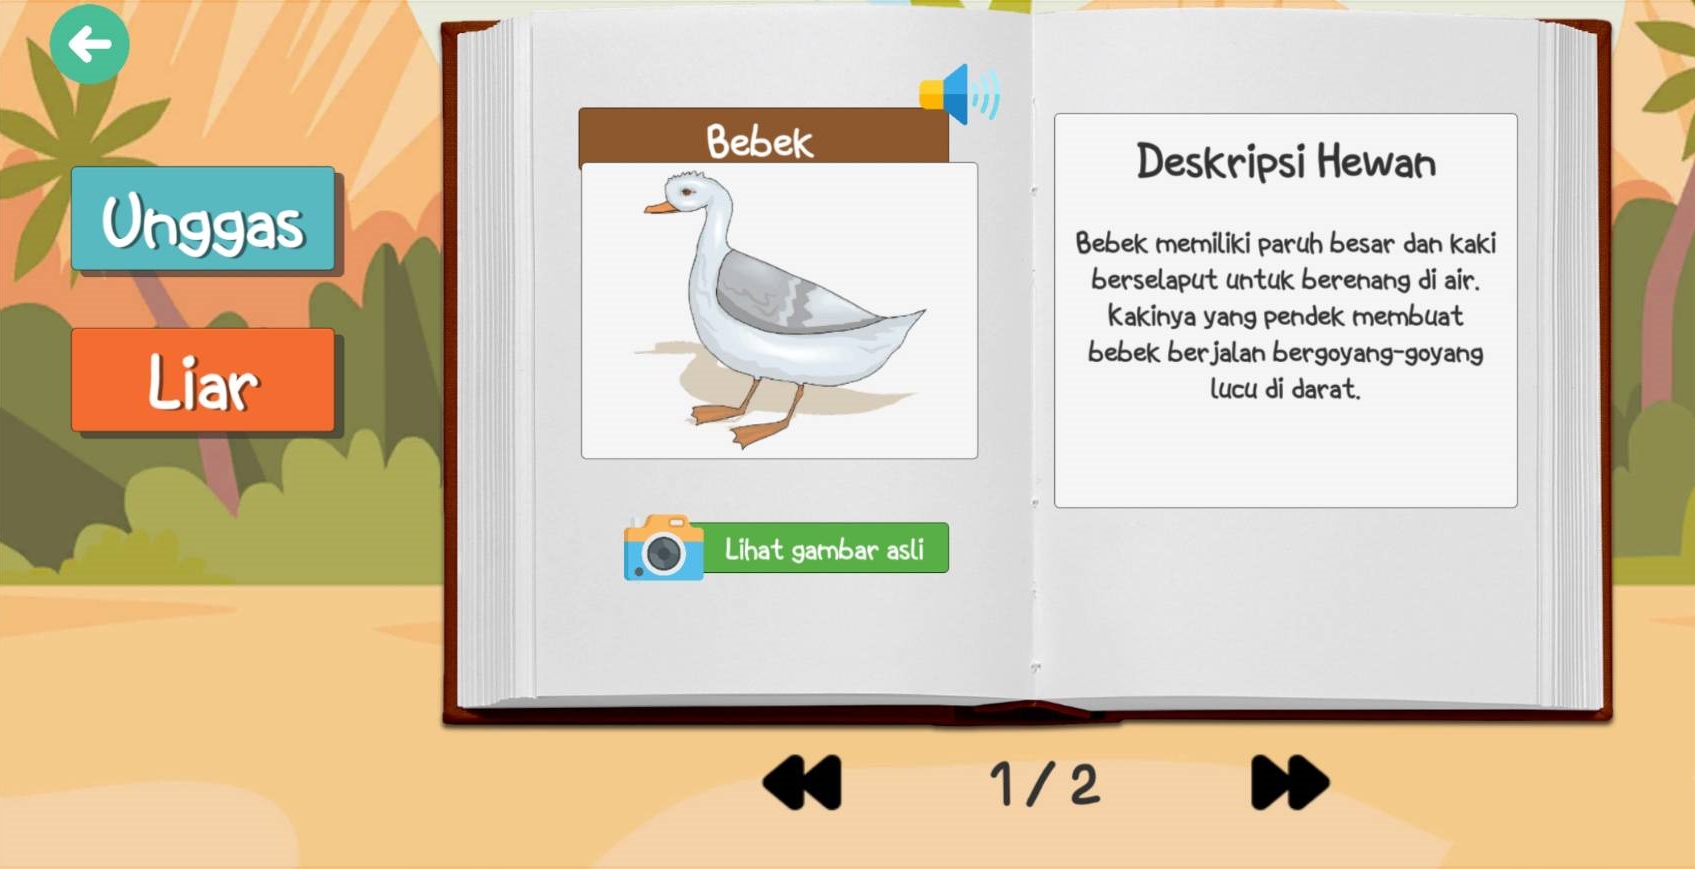 Unggas
Liar
Bebek
Lihat gambar asli
Deskripsi Hewan
Bebek memiliki paruh besar dan kaki
berselaput untuk berenang di air.
Kakinya yang pendek membuat
bebek berjalan bergoyang-goyang
lucu di darat.
1/2